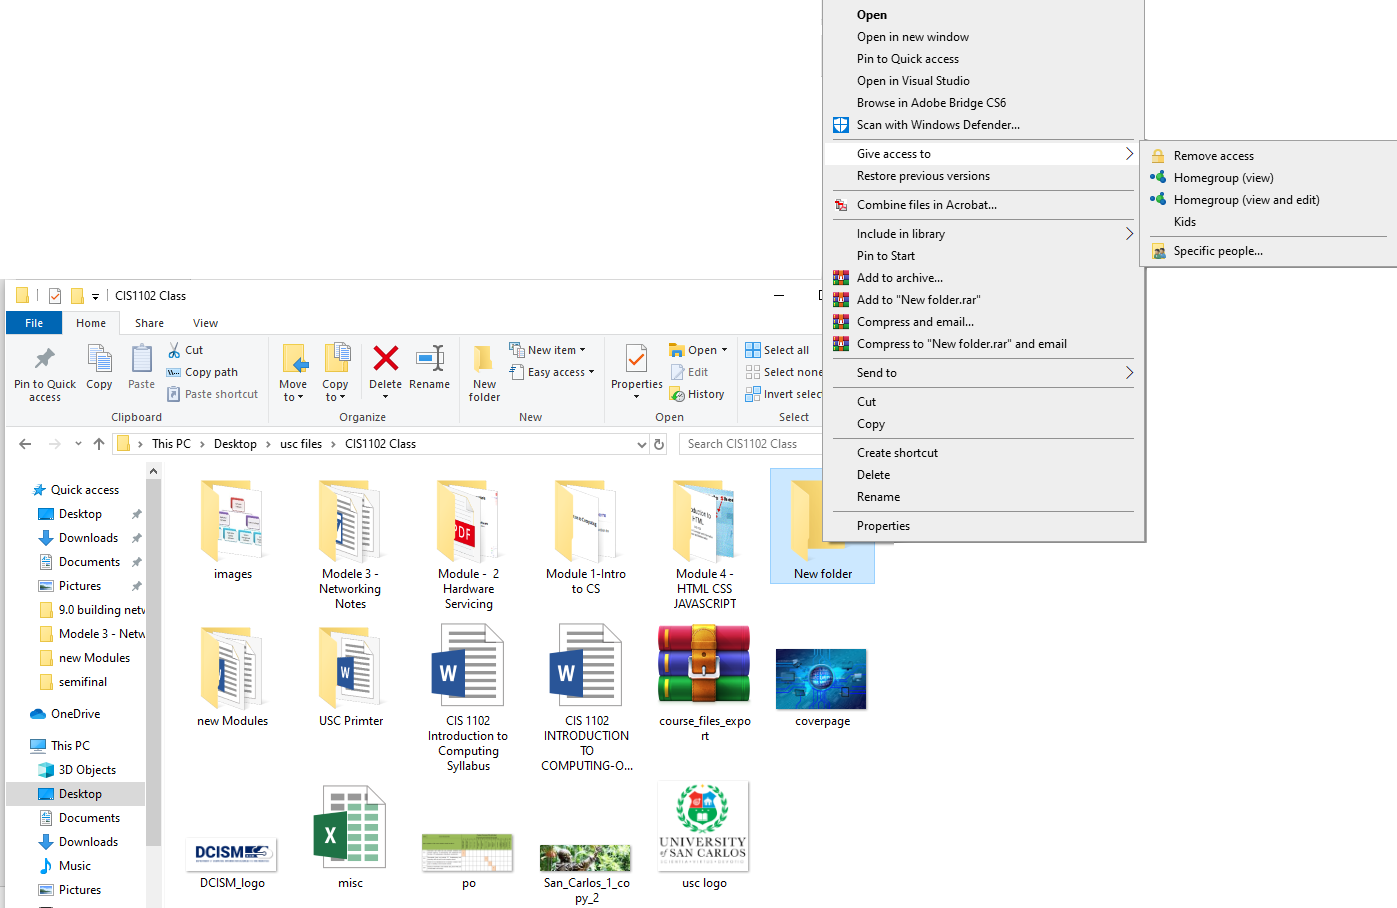 Open
Open in new window
Pin to Quick access
Open in Visual Studio
Browse in Adobe Bridge CS6
Scan with Windows Defender...
Give access to
Restore previous versions
Combine files in Acrobat...
Include in library
Pin to Start
Add to archive...
Add to "New folder.rar"
Compress and email...
Compress to "New folder.rar" and email
Send to
Cut
Copy
Create shortcut
Delete
Rename
Properties
Remove access
Homegroup (view)
Homegroup (view and edit)
Kids
Specific people...
CIS1102 Class
File Home Share View
Pin to Quick access
Copy
Paste
Cut
Copy path
Paste shortcut
Clipboard
Move to
Copy to
Delete
Rename
Organize
New folder
New item
Easy access
New
Properties
Open
Edit
History
Open
Select all
Select none
Invert selec
Select
This PC > Desktop > usc files > CIS1102 Class
Search CIS1102 Class
Quick access
Desktop
Downloads
Documents
Pictures
9.0 building netw
Modele 3 - Netw
new Modules
semifinal
OneDrive
This PC
3D Objects
Desktop
Documents
Downloads
Music
Pictures
images
Modele 3 -
Networking
Notes
PDF
Module - 2
Hardware
Servicing
Module 1-Intro
to CS
HTML
Module 4 -
HTML CSS
JAVASCRIPT
New folder
new Modules
USC Primter
CIS 1102
Introduction to
Computing
Syllabus
CIS 1102
INTRODUCTION
TO
COMPUTING-O...
course_files_expo
rt
coverpage
DCISM
DCISM_logo
misc
po
San_Carlos_1_co
py_2
UNIVERSITY
of SAN CARLOS
usc logo